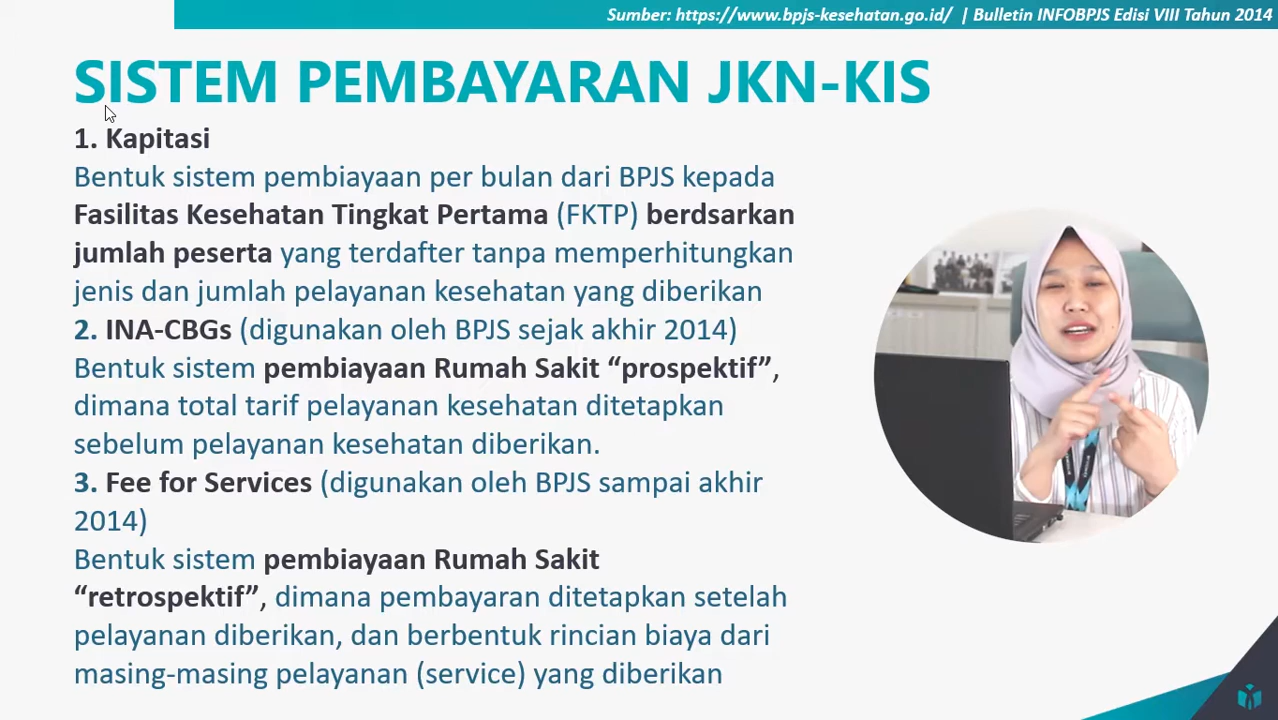 Sumber: https://www.bpjs-kesehatan.go.id/ | Bulletin INFOBPJS Edisi VIII Tahun 2014
SISTEM PEMBAYARAN JKN-KIS
1. Kapitasi
Bentuk sistem pembiayaan per bulan dari BPJS kepada
Fasilitas Kesehatan Tingkat Pertama (FKTP) berdsarkan
jumlah peserta yang terdafter tanpa memperhitungkan
jenis dan jumlah pelayanan kesehatan yang diberikan
2. INA-CBGs (digunakan oleh BPJS sejak akhir 2014)
Bentuk sistem pembiayaan Rumah Sakit “prospektif”,
dimana total tarif pelayanan kesehatan ditetapkan
sebelum pelayanan kesehatan diberikan.
3. Fee for Services (digunakan oleh BPJS sampai akhir
2014)
Bentuk sistem pembiayaan Rumah Sakit
“retrospektif”, dimana pembayaran ditetapkan setelah
pelayanan diberikan, dan berbentuk rincian biaya dari
masing-masing pelayanan (service) yang diberikan